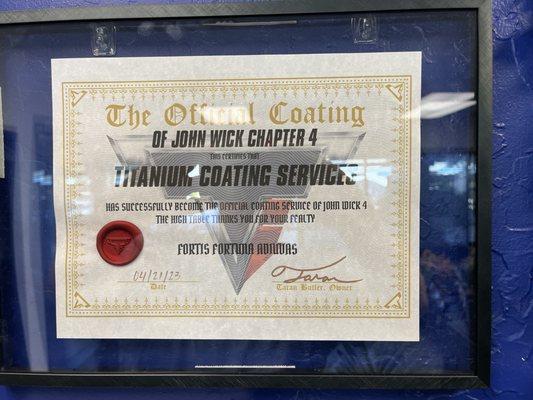 The Official Coating
OF JOHN WICK CHAPTER 4
THIS CERTIFIES THAT
TITANIUM COATING SERVICES
HAS SUCCESSFULLY BECOME THE OFFICIAL COATING SERVICE OF JOHN WICK 4
THE HIGH TABLE THANKS YOU FOR YOUR FEALTY
FORTIS FORTUNA ADIUVAS
04/21/23 Taran
Date Taran Butler, Owner